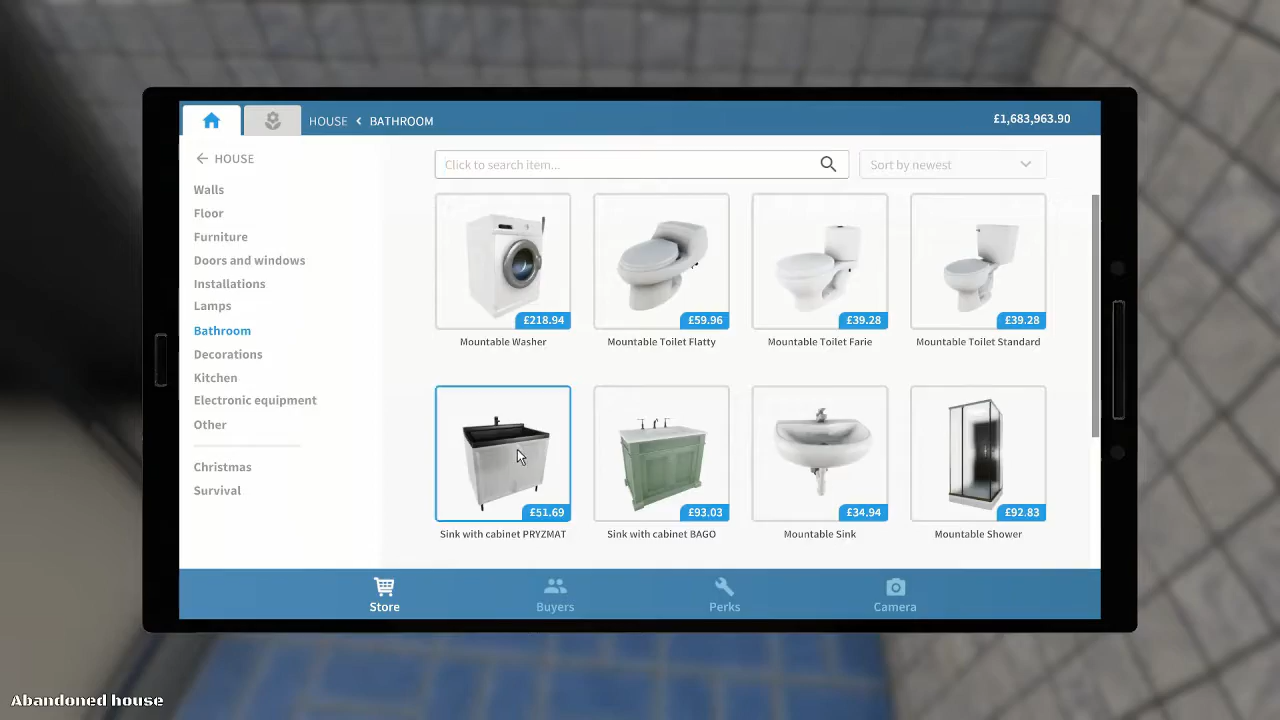 HOUSE < BATHROOM
£1,683,963.90
HOUSE
Click to search item...
Sort by newest
Walls
Floor
Furniture
Doors and windows
Installations
Lamps
Bathroom
Decorations
Kitchen
Electronic equipment
Other
Christmas
Survival
£218.94
£59.96
£39.28
£39.28
Mountable Washer
Mountable Toilet Flatty
Mountable Toilet Farie
Mountable Toilet Standard
£51.69
£93.03
£34.94
£92.83
Sink with cabinet PRYZMAT
Sink with cabinet BAGO
Mountable Sink
Mountable Shower
Store
Buyers
Perks
Camera
Abandoned house